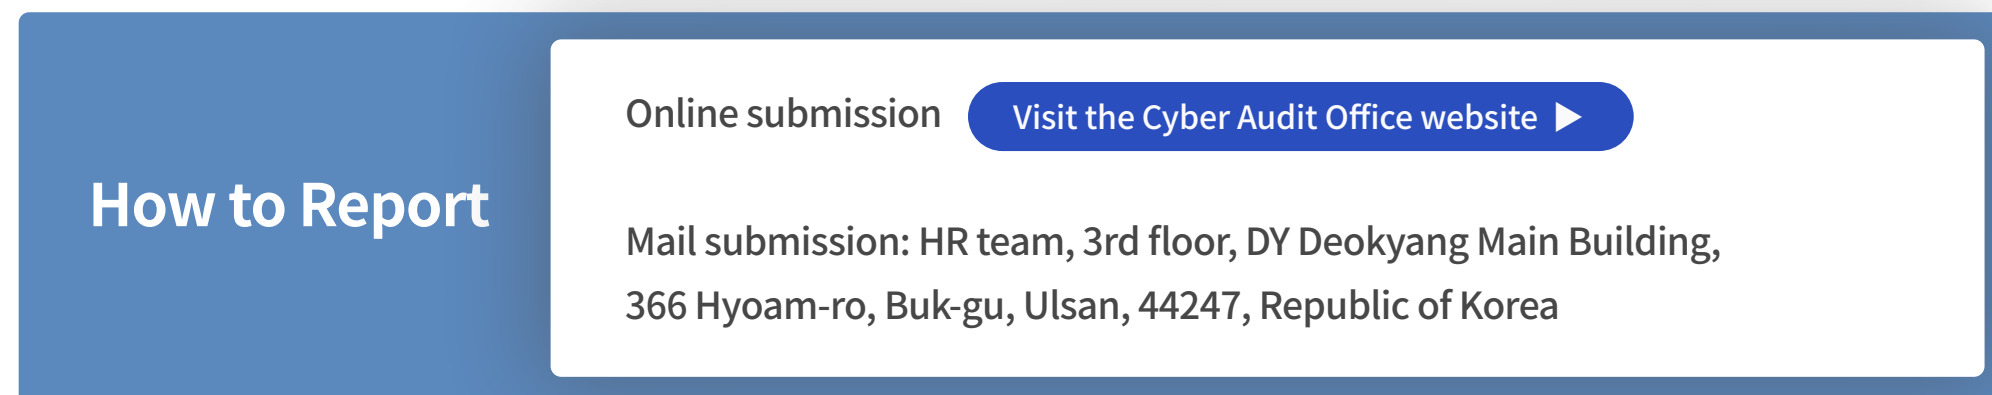 How to Report
Online submission
Visit the Cyber Audit Office website ▶
Mail submission: HR team, 3rd floor, DY Deokyang Main Building,
366 Hyoam-ro, Buk-gu, Ulsan, 44247, Republic of Korea